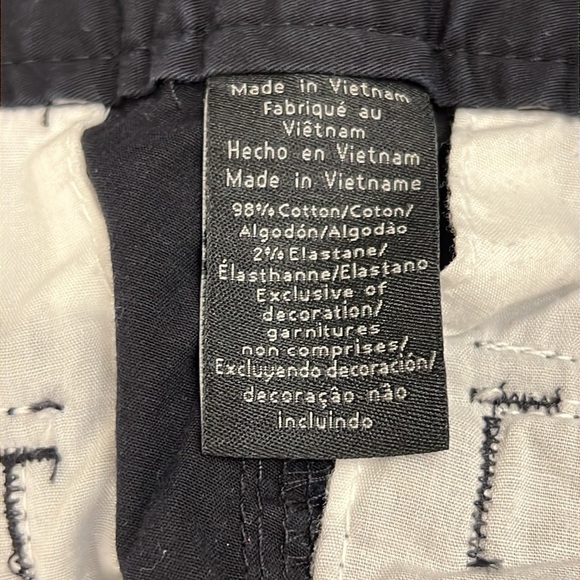 Made in Vietnam
Fabriqué au
Viêtnam
Hecho en Vietnam
Made in Vietname
98% Cotton/Coton/
Algodón/Algodão
2% Elastane/
Élasthanne/Elastano
Exclusive of
decoration/
garnitures
non comprises/
Excluyendo decoración/
decoraçâo não
incluindo